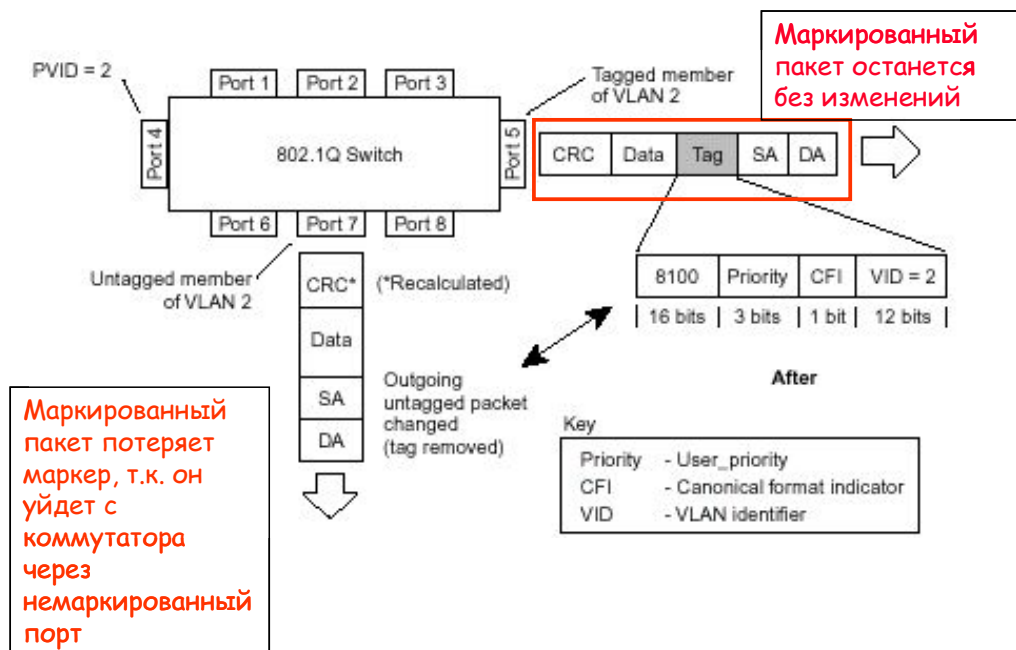 Маркированный
пакет останется
без изменений
PVID = 2
Port 1
Port 2
Port 3
Tagged member
of VLAN 2
Port 4
802.1Q Switch
Port 5
CRC Data Tag SA DA
Port 6
Port 7
Port 8
Untagged member
of VLAN 2
CRC*
(*Recalculated)
Data
SA
DA
8100 Priority CFI VID = 2
16 bits 3 bits 1 bit 12 bits
After
Outgoing
untagged packet
changed
(tag removed)
Key
Priority - User_priority
CFI - Canonical format indicator
VID - VLAN identifier
Маркированный
пакет потеряет
маркер, т.к. он
уйдет с
коммутатора
через
немаркированный
порт